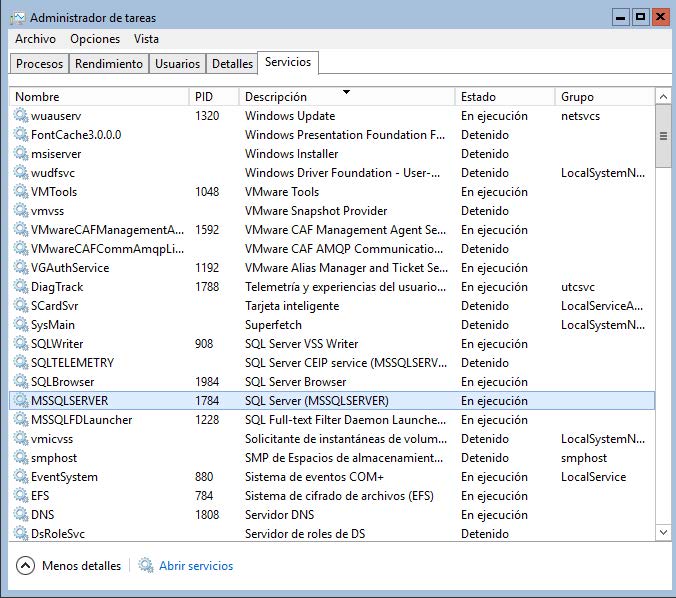 Administrador de tareas
Archivo Opciones Vista
Procesos Rendimiento Usuarios Detalles Servicios
Nombre PID Descripción Estado Grupo
wuauserv 1320 Windows Update En ejecución netsvcs
FontCache3.0.0.0 Windows Presentation Foundation F... Detenido
msiserver Windows Installer Detenido
wudfsvc Windows Driver Foundation - User-... Detenido LocalSystemN...
VMTools 1048 VMware Tools En ejecución
vmvss VMware Snapshot Provider Detenido
VMwareCAFManagementA... 1592 VMware CAF Management Agent Se... En ejecución
VMwareCAFCommAmqpLi... VMware CAF AMQP Communicatio... Detenido
VGAuthService 1192 VMware Alias Manager and Ticket Se... En ejecución
DiagTrack 1788 Telemetría y experiencias del usuario... En ejecución utcsvc
SCardSvr Tarjeta inteligente Detenido LocalServiceA...
SysMain Superfetch Detenido LocalSystemN...
SQLWriter 908 SQL Server VSS Writer En ejecución
SQLTELEMETRY SQL Server CEIP service (MSSQLSERV... Detenido
SQLBrowser 1984 SQL Server Browser En ejecución
MSSQLSERVER 1784 SQL Server (MSSQLSERVER) En ejecución
MSSQLFDLauncher 1228 SQL Full-text Filter Daemon Launche... En ejecución
vmicvss Solicitante de instantáneas de volum... Detenido LocalSystemN...
smphost SMP de Espacios de almacenamient... Detenido smphost
EventSystem 880 Sistema de eventos COM+ En ejecución LocalService
EFS 784 Sistema de cifrado de archivos (EFS) En ejecución
DNS 1808 Servidor DNS En ejecución
DsRoleSvc Servidor de roles de DS Detenido
Menos detalles Abrir servicios